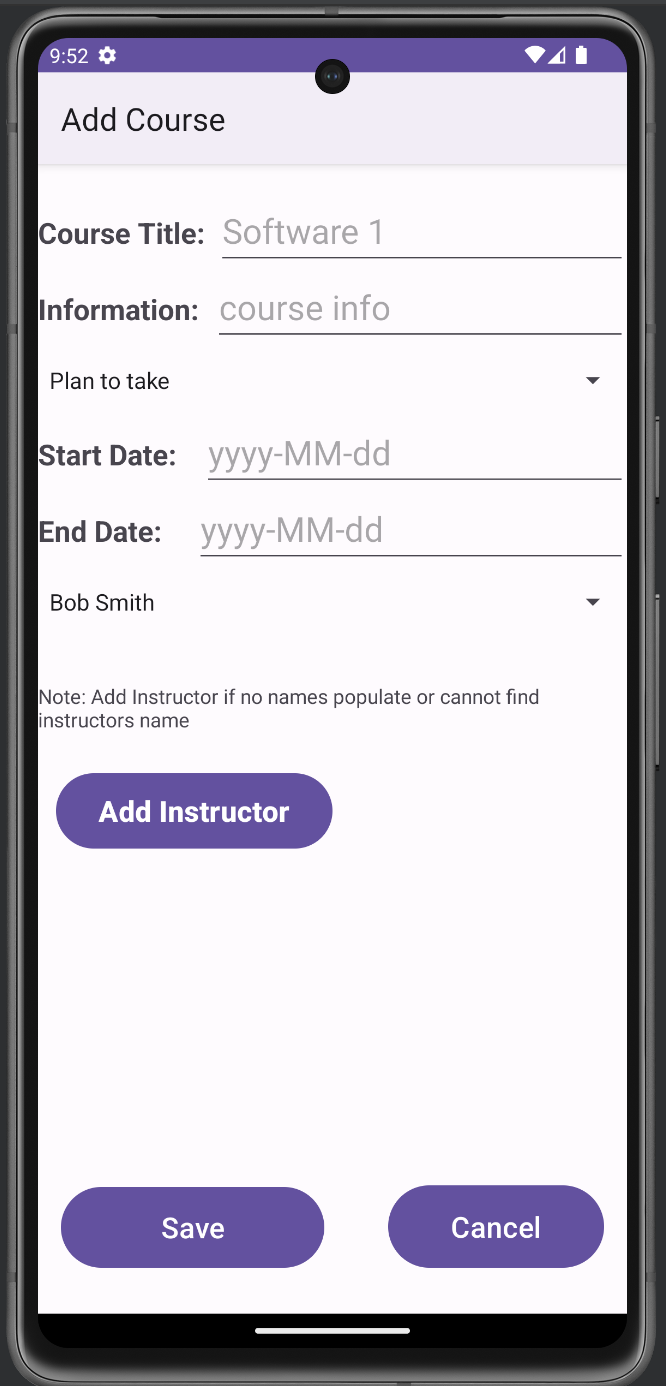 9:52
Add Course
Course Title: Software 1
Information: course info
Plan to take
Start Date: yyyy-MM-dd
End Date: yyyy-MM-dd
Bob Smith
Note: Add Instructor if no names populate or cannot find
instructors name
Add Instructor
Save Cancel